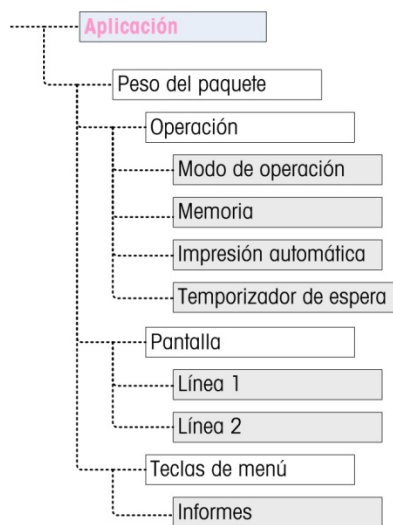 Aplicación
Peso del paquete
Operación
Modo de operación
Memoria
Impresión automática
Temporizador de espera
Pantalla
Línea 1
Línea 2
Teclas de menú
Informes